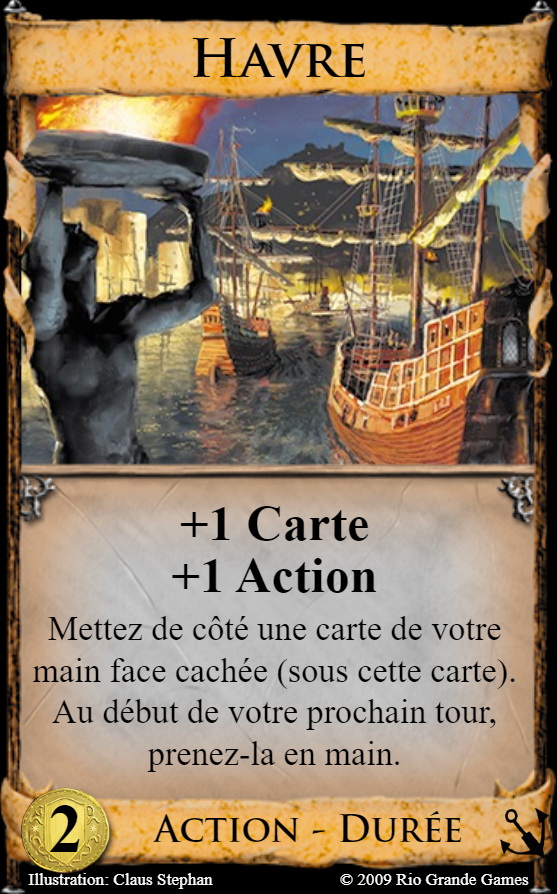 HAVRE
+1 Carte
+1 Action
Mettez de côté une carte de votre
main face cachée (sous cette carte).
Au début de votre prochain tour,
prenez-la en main.
2
ACTION - DURÉE
Illustration: Claus Stephan
© 2009 Rio Grande Games